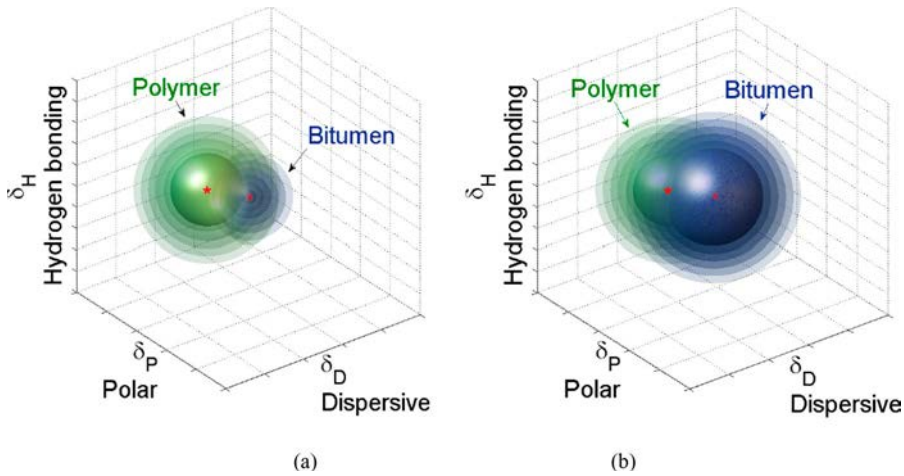 Polymer
Bitumen
δH
Hydrogen bonding
δP
Polar
δD
Dispersive
(a)
Polymer
Bitumen
δH
Hydrogen bonding
δP
Polar
δD
Dispersive
(b)